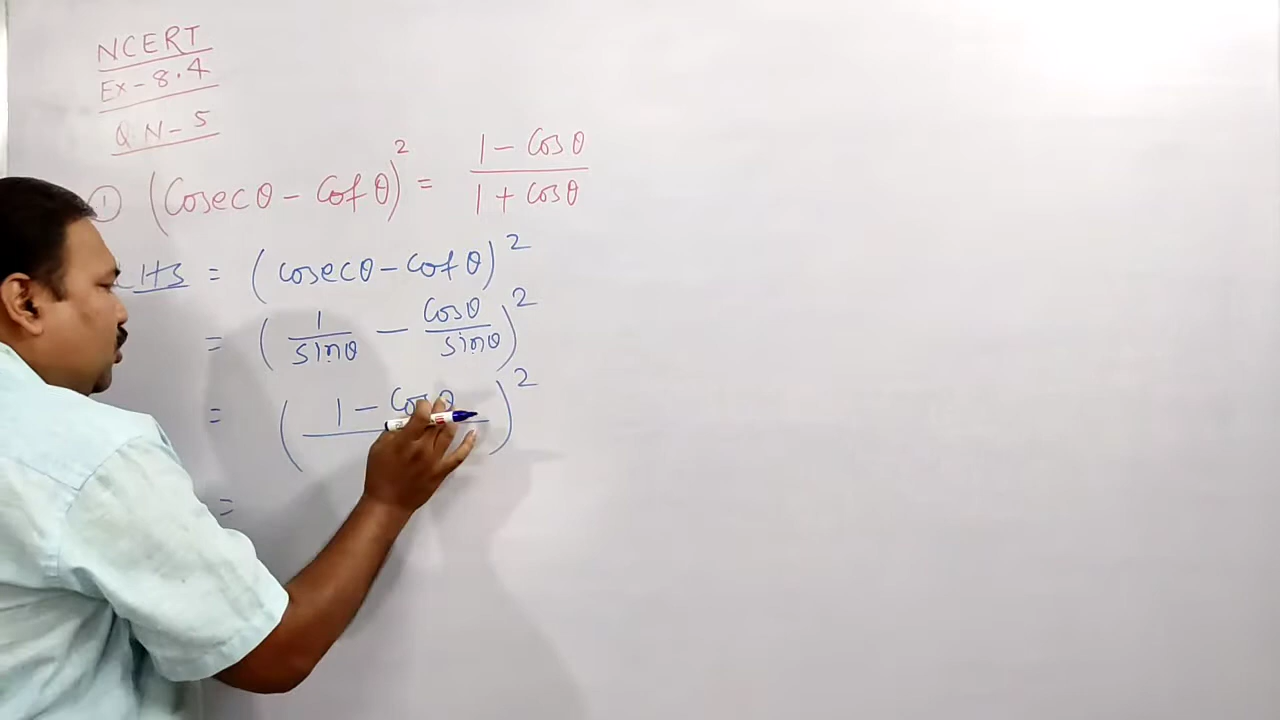 NCERT
Ex-8.4
Q.N-5
① (Cosecθ - Cotθ)² = (1 - Cosθ)/(1 + Cosθ)
LHS = (cosecθ - cotθ)²
= (1/sinθ - cosθ/sinθ)²
= (1 - cosθ/ )²
=